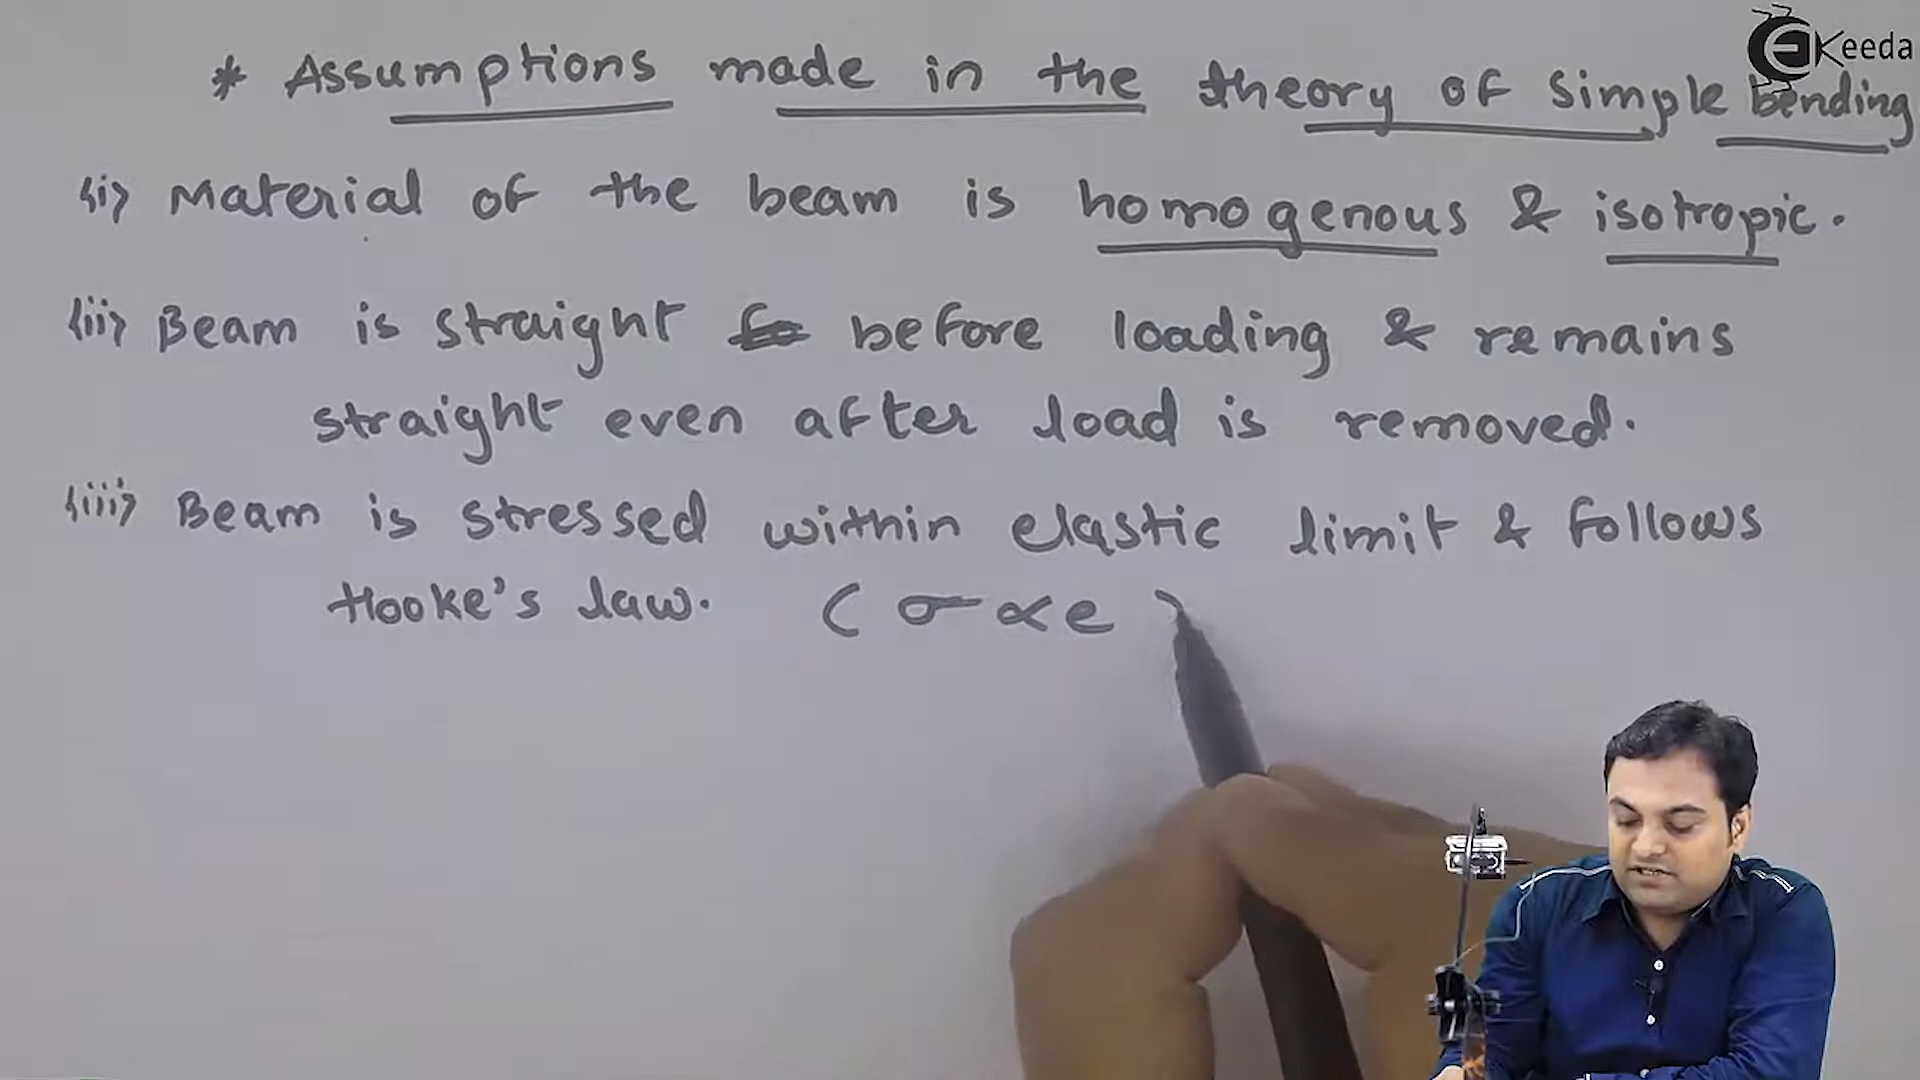 Ekeeda
* Assumptions made in the theory of simple bending
(i) Material of the beam is homogenous & isotropic.
(ii) Beam is straight before loading & remains
straight even after load is removed.
(iii) Beam is stressed within elastic limit & follows
Hooke's law. ( σ ∝ e )